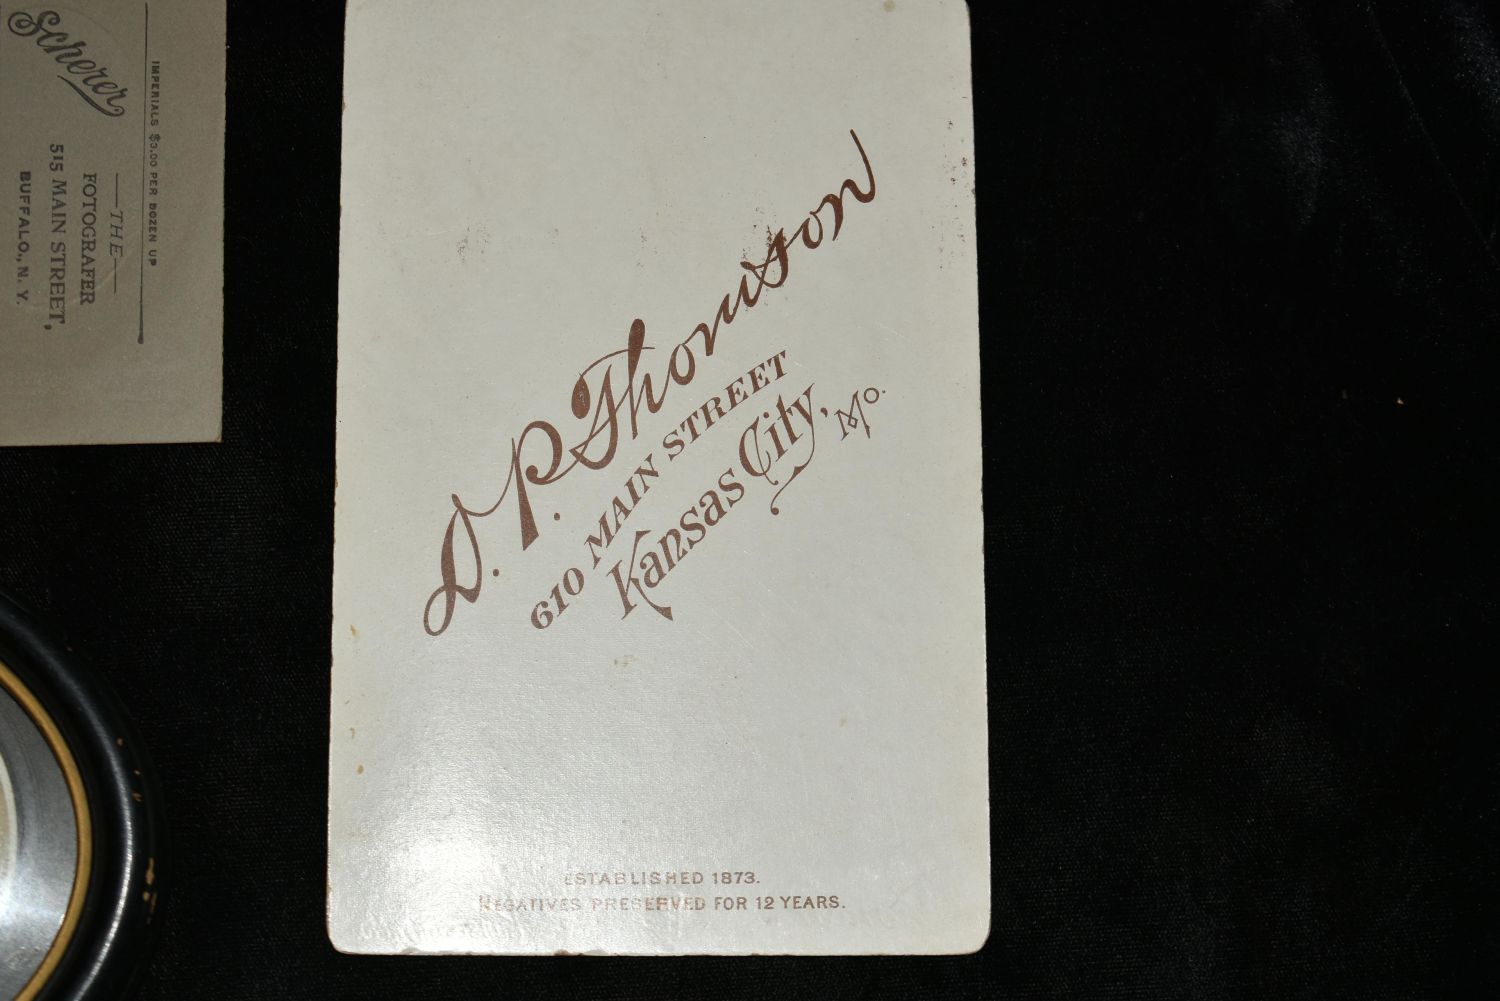 Scherer
IMPERIALS $3.00 PER DOZEN UP
—THE—
FOTOGRAFER
515 MAIN STREET,
BUFFALO., N. Y.
D. P. Thomson
610 MAIN STREET
Kansas City, Mo.
ESTABLISHED 1873.
NEGATIVES PRESERVED FOR 12 YEARS.